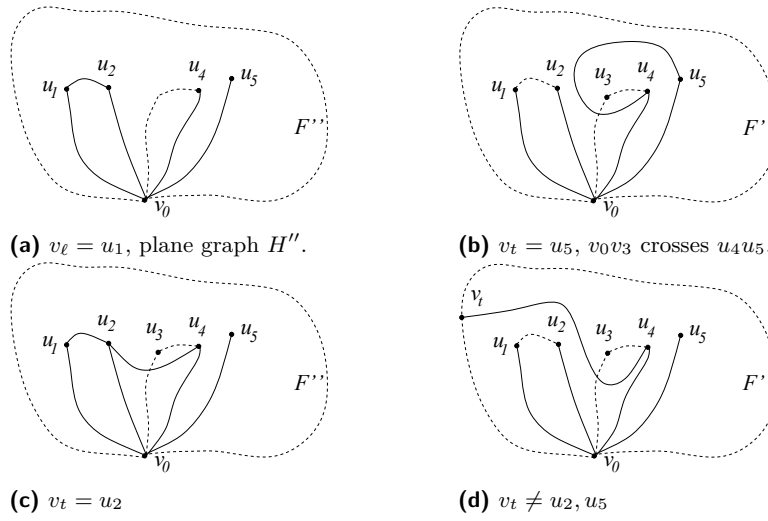 u1 u2 u4 u5 F’’ v0
(a) vℓ = u1, plane graph H′′.
u1 u2 u3 u4 u5 F’ v0
(b) vt = u5, v0v3 crosses u4u5.
u1 u2 u3 u4 u5 F’’ v0
(c) vt = u2
vt u1 u2 u3 u4 u5 F’ v0
(d) vt ≠ u2, u5